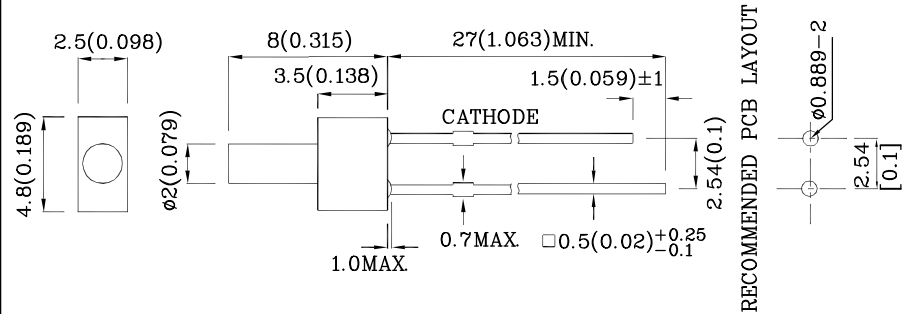 2.5(0.098)
4.8(0.189)
8(0.315)
27(1.063)MIN.
3.5(0.138)
1.5(0.059)±1
CATHODE
ø2(0.079)
2.54(0.1)
0.7MAX.
□0.5(0.02)+0.25
-0.1
1.0MAX.
RECOMMENDED PCB LAYOUT
ø0.889-2
2.54
[0.1]